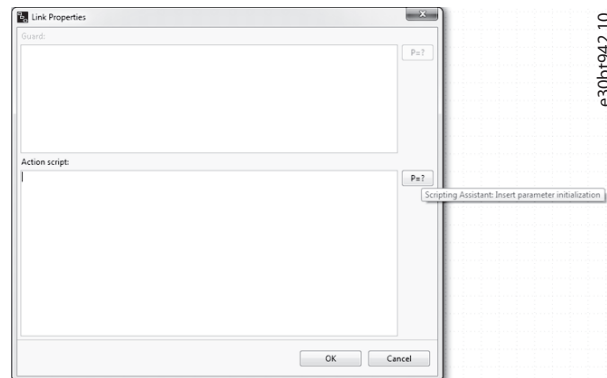 Link Properties
Guard:
P=?
Action script:
P=?
Scripting Assistant: Insert parameter initialization
OK
Cancel
e30bt942.10